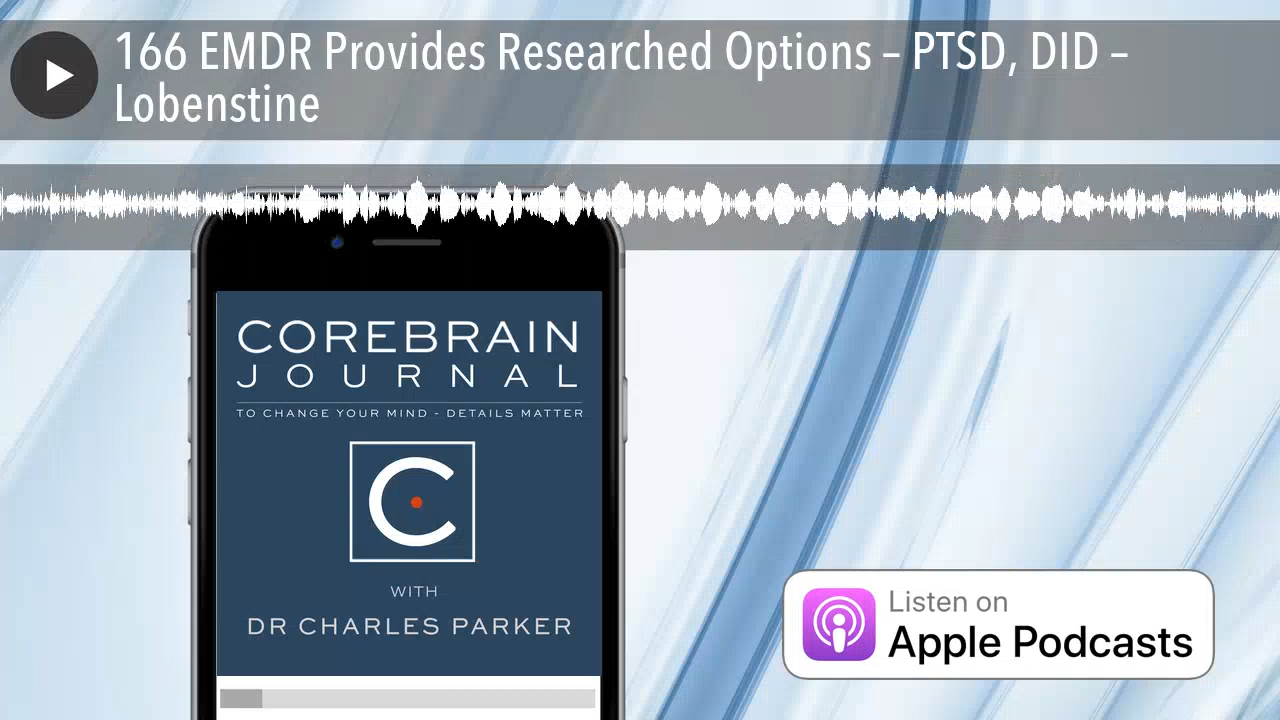 166 EMDR Provides Researched Options – PTSD, DID –
Lobenstine
COREBRAIN
JOURNAL
TO CHANGE YOUR MIND - DETAILS MATTER
C
WITH
DR CHARLES PARKER
Listen on
Apple Podcasts